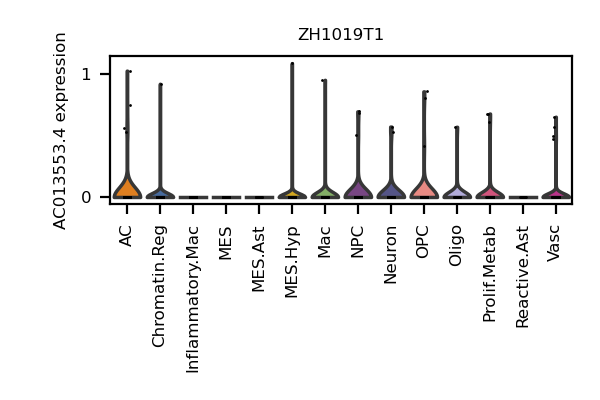 ZH1019T1
AC013553.4 expression
1
0
AC
Chromatin.Reg
Inflammatory.Mac
MES
MES.Ast
MES.Hyp
Mac
NPC
Neuron
OPC
Oligo
Prolif.Metab
Reactive.Ast
Vasc